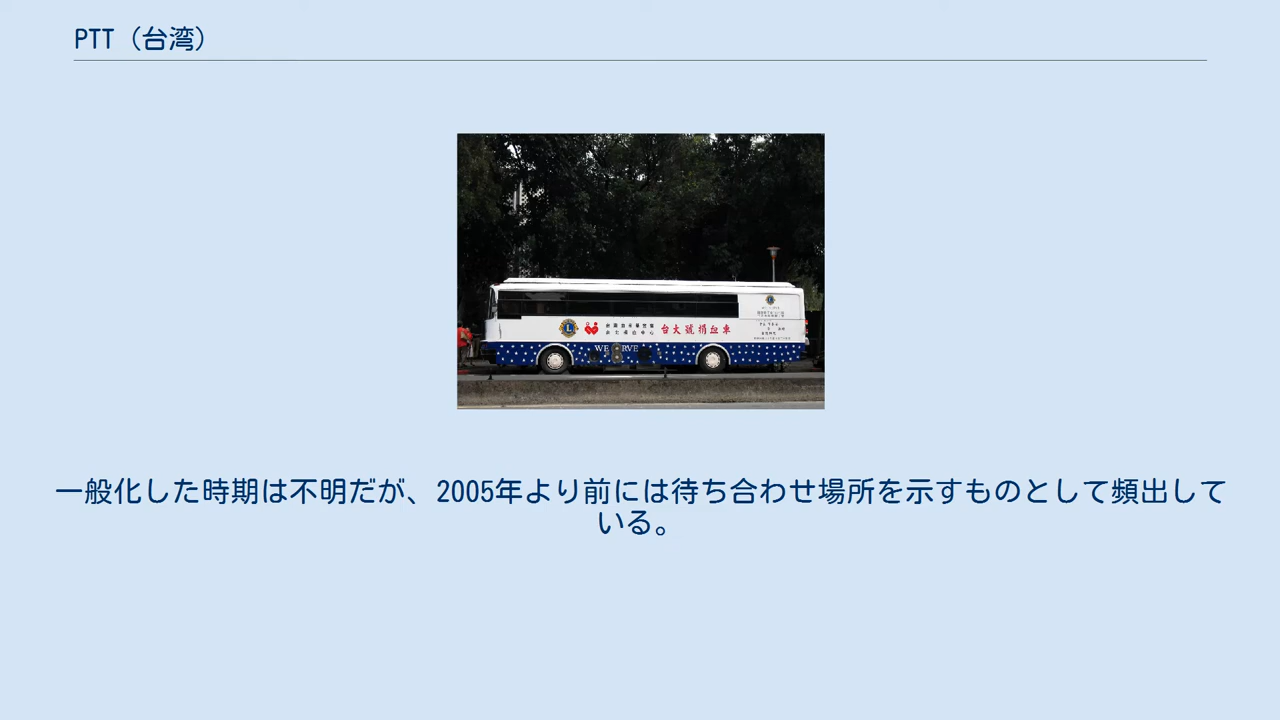 PTT（台湾）
台大號捐血車
WE SERVE
一般化した時期は不明だが、2005年より前には待ち合わせ場所を示すものとして頻出して
いる。